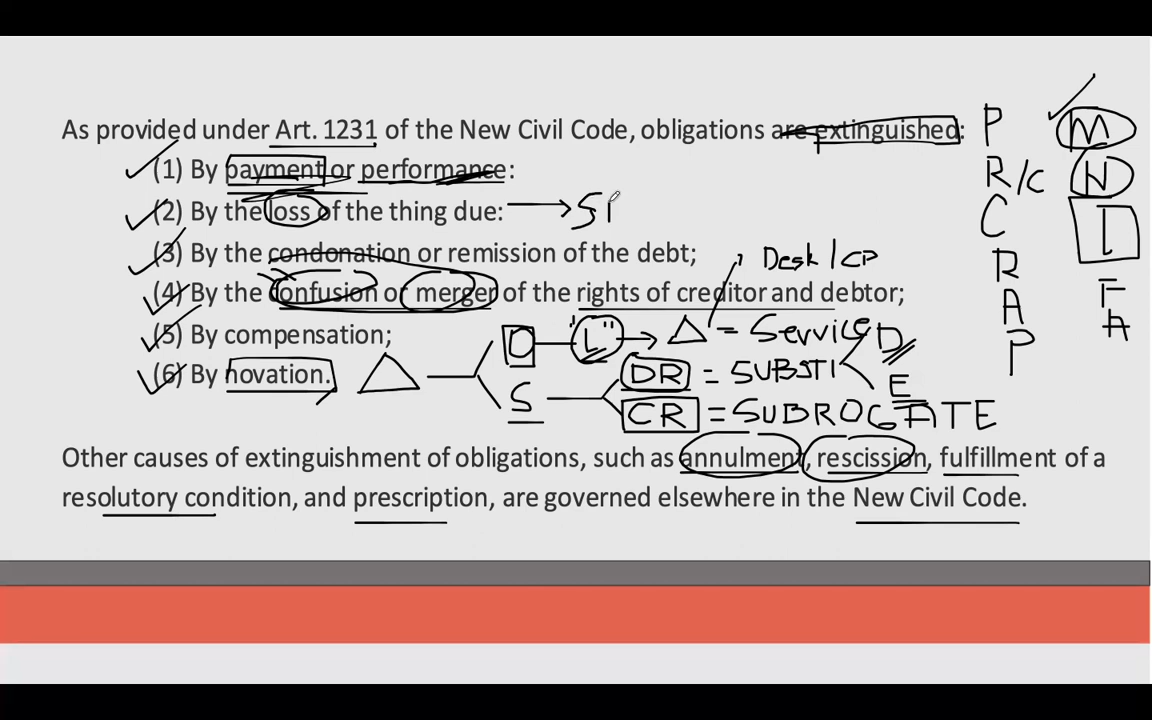 As provided under Art. 1231 of the New Civil Code, obligations are extinguished:
(1) By payment or performance:
(2) By the loss of the thing due: → SI
(3) By the condonation or remission of the debt;
(4) By the confusion or merger of the rights of creditor and debtor;
(5) By compensation;
(6) By novation.
Desk / CP
O "L" → Δ = Service D
S DR = SUBSTI E
CR = SUBROGATE
P M
R/C N
C L
R F
A A
P
Other causes of extinguishment of obligations, such as annulment, rescission, fulfillment of a
resolutory condition, and prescription, are governed elsewhere in the New Civil Code.